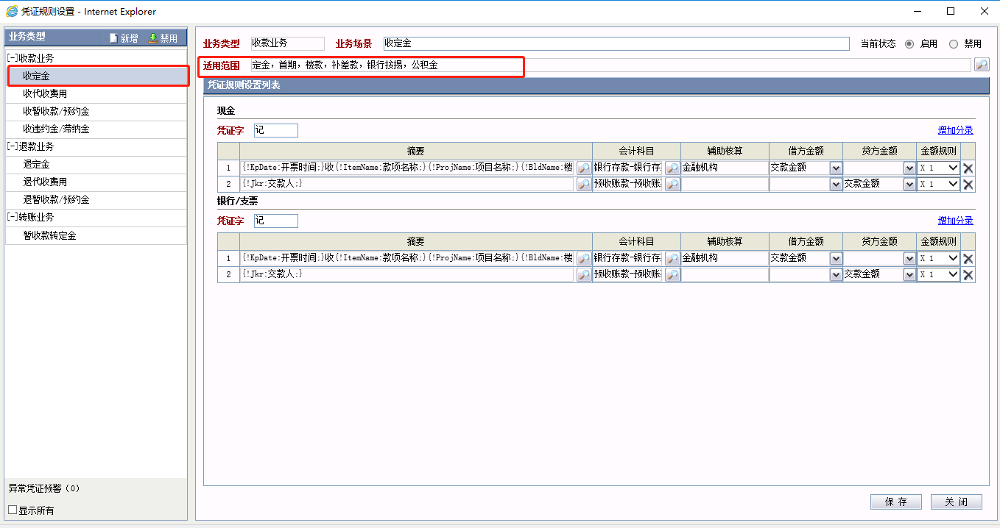 凭证规则设置 - Internet Explorer
业务类型 新增 禁用
[-]收款业务
收定金
收代收费用
收暂收款/预约金
收违约金/滞纳金
[-]退款业务
退定金
退代收费用
退暂收款/预约金
[-]转账业务
暂收款转定金
异常凭证预警（0）
显示所有
业务类型 收款业务 业务场景 收定金 当前状态 启用 禁用
适用范围 定金，首期，楼款，补差款，银行按揭，公积金
凭证规则设置列表
现金
凭证字 记 增加分录
摘要 会计科目 辅助核算 借方金额 贷方金额 金额规则
1 {!KpDate:开票时间;}收{!ItemName:款项名称;}{!ProjName:项目名称;}{!BldName:楼 银行存款-银行存 金融机构 交款金额 X 1
2 {!Jkr:交款人;} 预收账款-预收账 交款金额 X 1
银行/支票
凭证字 记 增加分录
摘要 会计科目 辅助核算 借方金额 贷方金额 金额规则
1 {!KpDate:开票时间;}收{!ItemName:款项名称;}{!ProjName:项目名称;}{!BldName:楼 银行存款-银行存 金融机构 交款金额 X 1
2 {!Jkr:交款人;} 预收账款-预收账 交款金额 X 1
保 存 关 闭